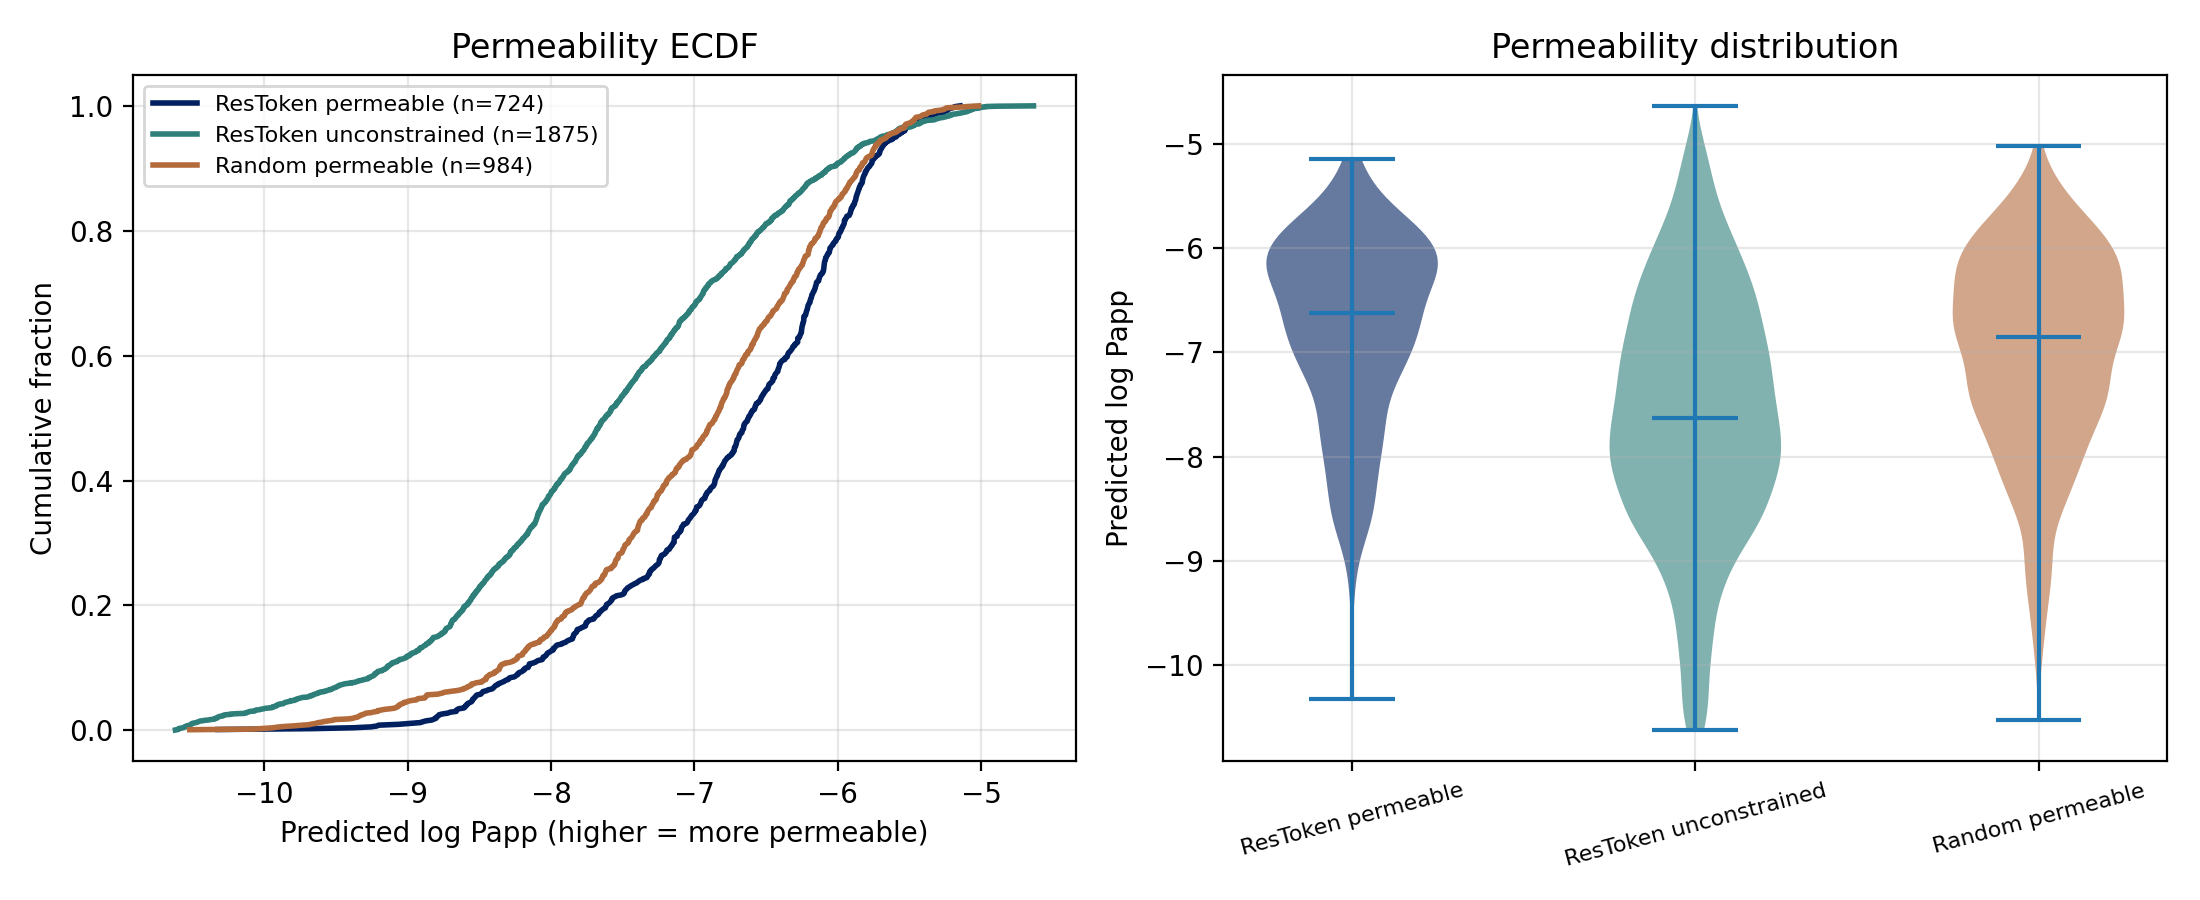 Permeability ECDF
ResToken permeable (n=724)
ResToken unconstrained (n=1875)
Random permeable (n=984)
Cumulative fraction
1.0
0.8
0.6
0.4
0.2
0.0
−10
−9
−8
−7
−6
−5
Predicted log Papp (higher = more permeable)
Permeability distribution
Predicted log Papp
−5
−6
−7
−8
−9
−10
ResToken permeable
ResToken unconstrained
Random permeable